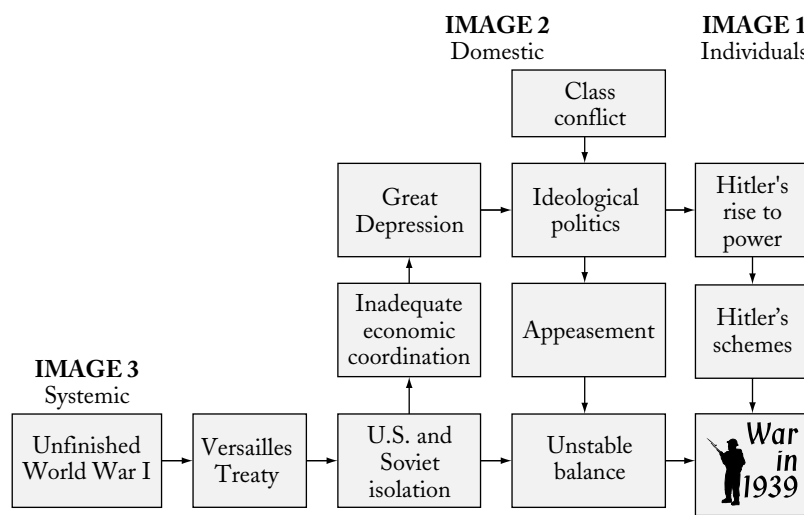 IMAGE 2
Domestic
IMAGE 1
Individuals
Class
conflict
Great
Depression
Ideological
politics
Hitler's
rise to
power
Inadequate
economic
coordination
Appeasement
Hitler’s
schemes
IMAGE 3
Systemic
Unfinished
World War I
Versailles
Treaty
U.S. and
Soviet
isolation
Unstable
balance
War
in
1939